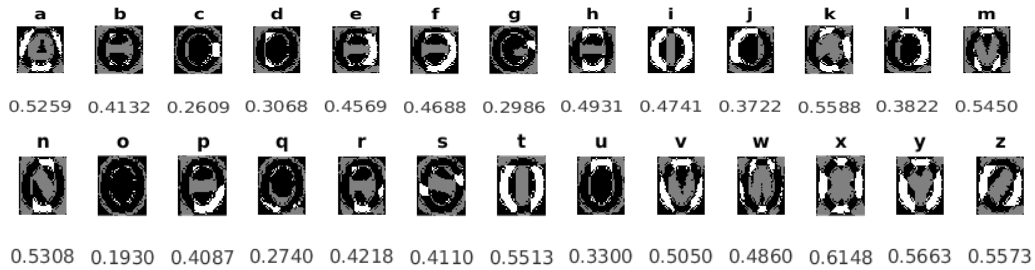 a b c d e f g h i j k l m
0.5259 0.4132 0.2609 0.3068 0.4569 0.4688 0.2986 0.4931 0.4741 0.3722 0.5588 0.3822 0.5450
n o p q r s t u v w x y z
0.5308 0.1930 0.4087 0.2740 0.4218 0.4110 0.5513 0.3300 0.5050 0.4860 0.6148 0.5663 0.5573